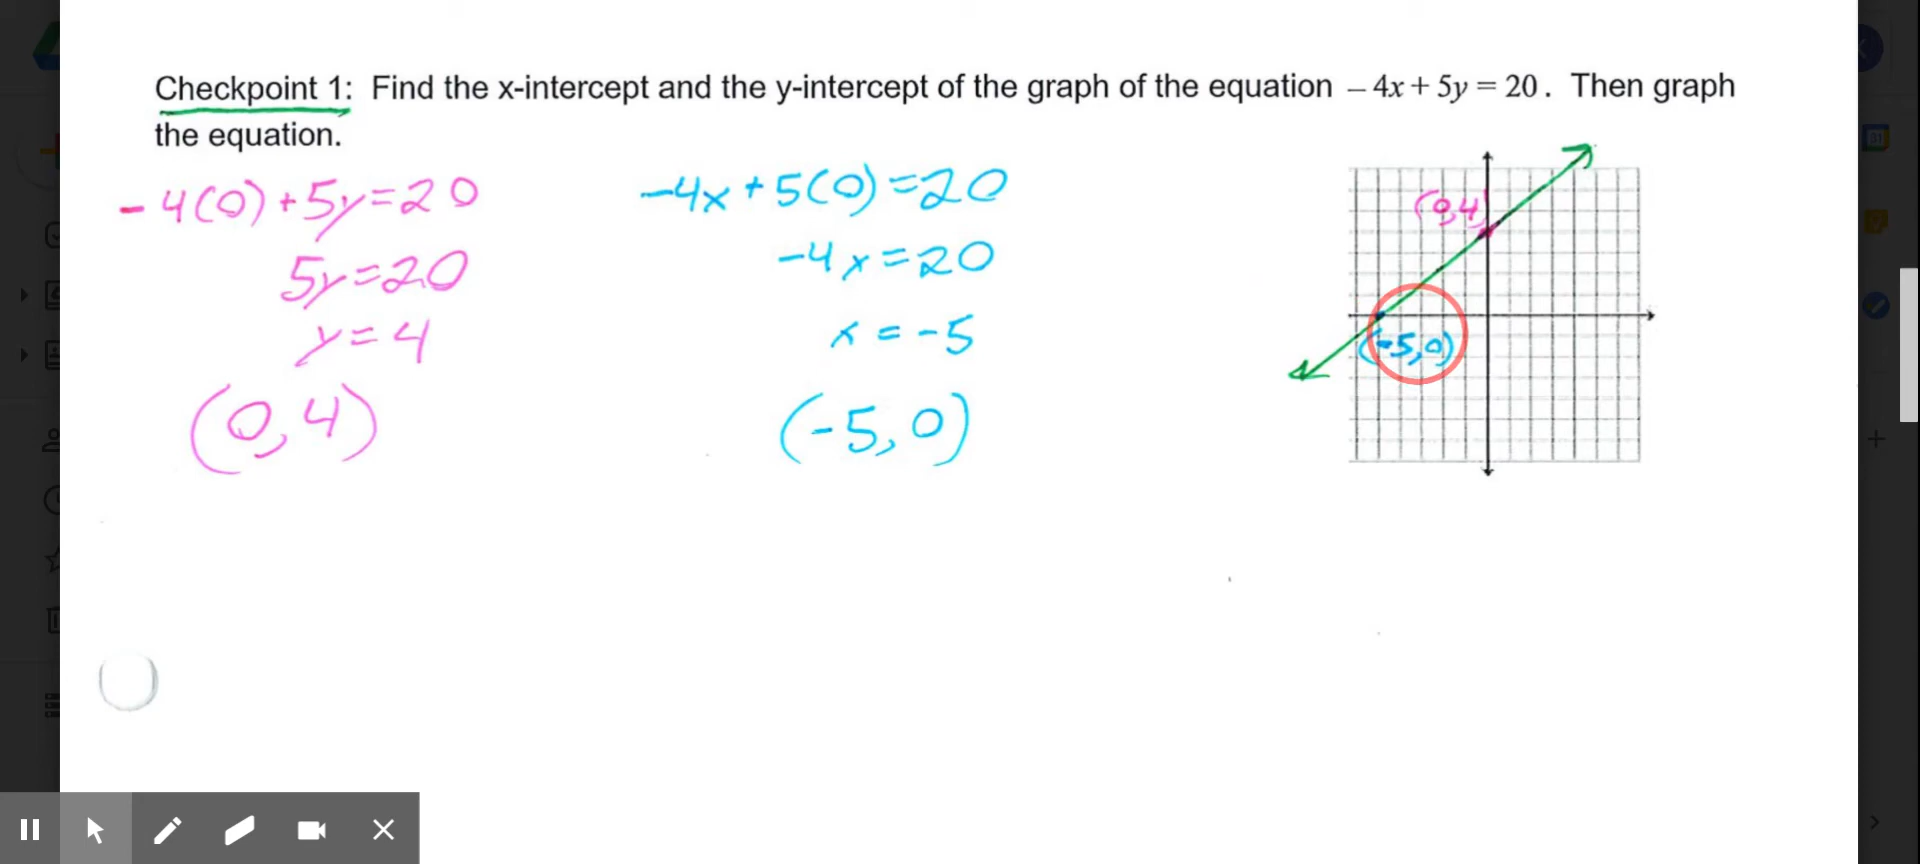 Checkpoint 1: Find the x-intercept and the y-intercept of the graph of the equation – 4x + 5y = 20. Then graph
the equation.
-4(0)+5y=20
5y=20
y=4
(0,4)
-4x+5(0)=20
-4x=20
x=-5
(-5,0)
(0,4)
(-5,0)
31